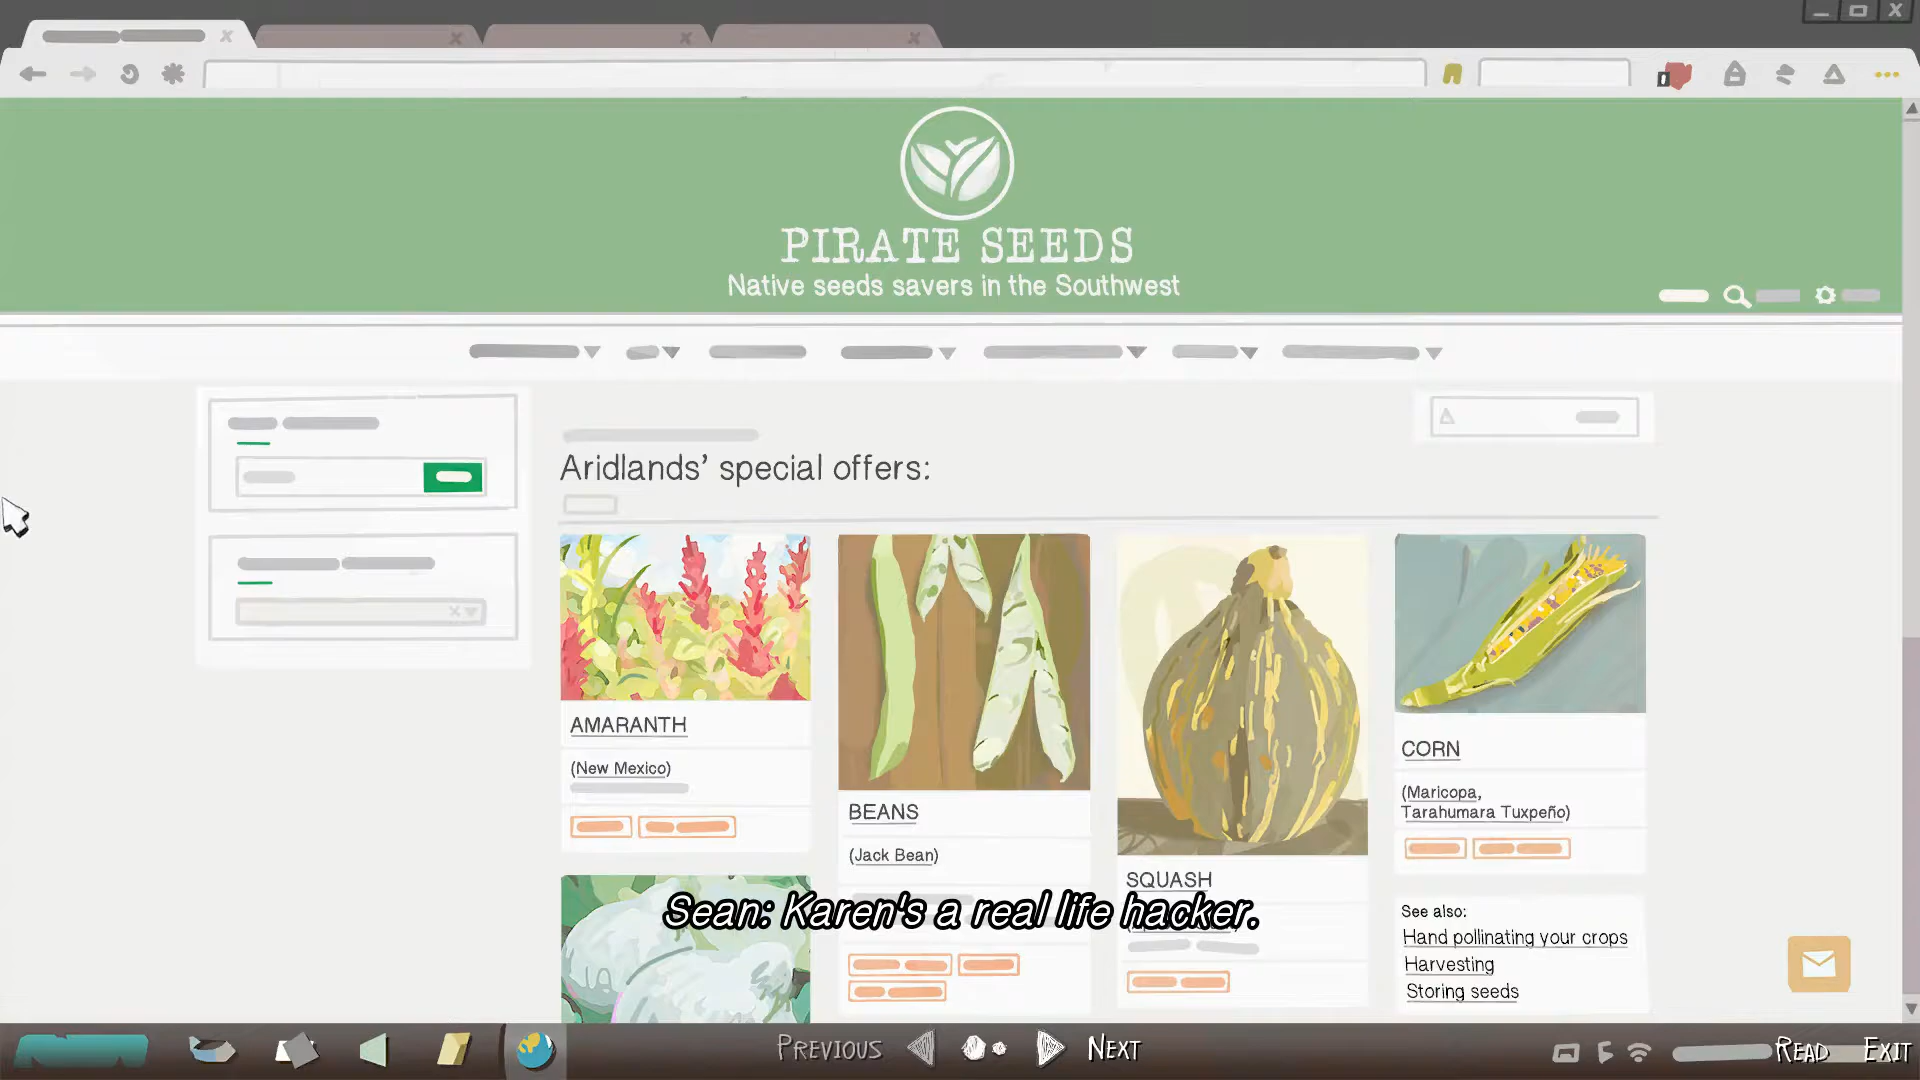 PIRATE SEEDS
Native seeds savers in the Southwest
Aridlands' special offers:
AMARANTH
(New Mexico)
BEANS
(Jack Bean)
SQUASH
CORN
(Maricopa,
Tarahumara Tuxpeño)
See also:
Hand pollinating your crops
Harvesting
Storing seeds
Sean: Karen's a real life hacker.
PREVIOUS
NEXT
READ
EXIT